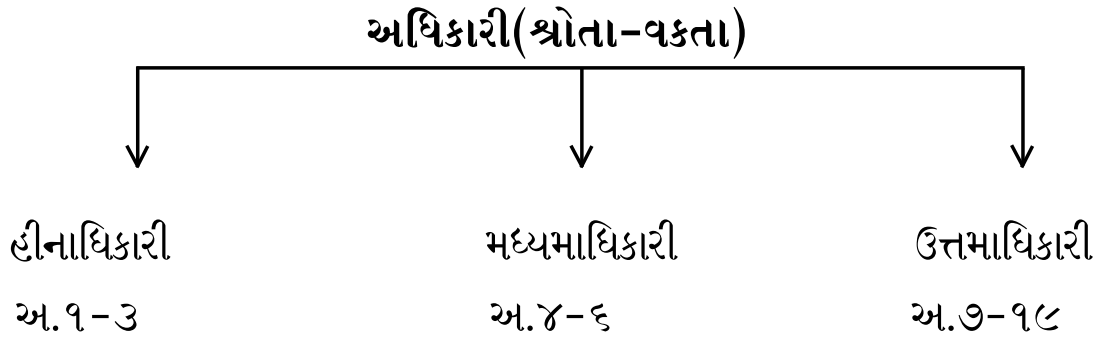 અધિકારી(શ્રોતા-વકતા)
હીનાધિકારી મધ્યમાધિકારી ઉત્તમાધિકારી
અ.૧-૩ અ.૪-૬ અ.૭-૧૯